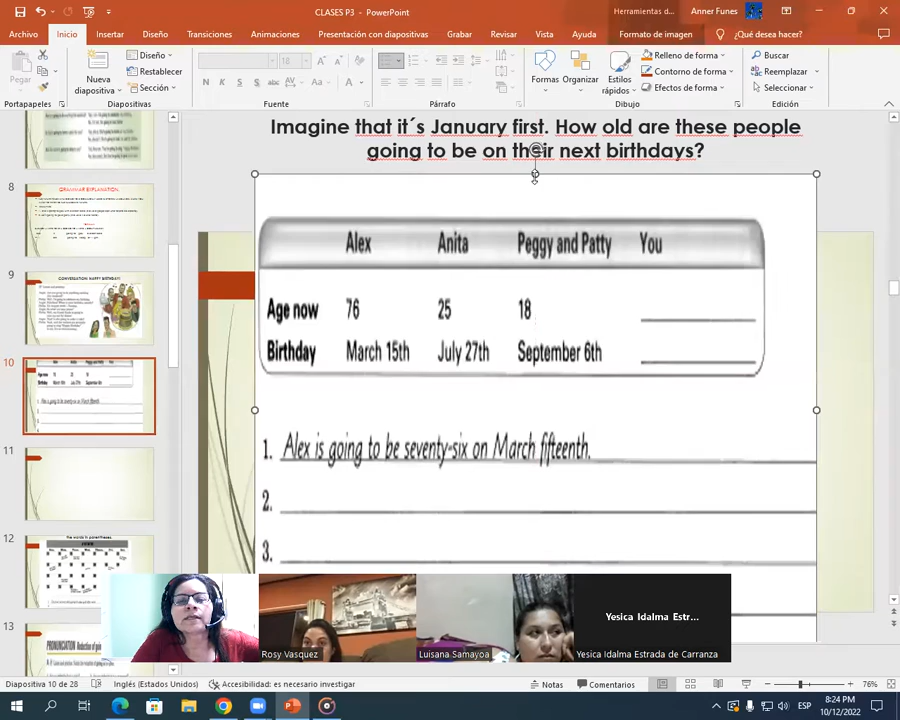 CLASES P3 - PowerPoint
Herramientas d...
Anner Funes
Archivo Inicio Insertar Diseño Transiciones Animaciones Presentación con diapositivas Grabar Revisar Vista Ayuda Formato de imagen ¿Qué desea hacer?
Pegar
Nueva diapositiva
Diseño
Restablecer
Sección
18
N K S
Aa
A
Formas
Organizar
Estilos rápidos
Relleno de forma
Contorno de forma
Efectos de forma
Buscar
Reemplazar
Seleccionar
Portapapeles Diapositivas Fuente Párrafo Dibujo Edición
8
GRAMMAR EXPLANATION
9
CONVERSATION HAPPY BIRTHDAY!
10
11
12
13
PRONUNCIATION
Imagine that it´s January first. How old are these people
going to be on their next birthdays?
Alex Anita Peggy and Patty You
Age now 76 25 18
Birthday March 15th July 27th September 6th
1. Alex is going to be seventy-six on March fifteenth.
2.
3.
Rosy Vasquez
Luisana Samayoa
Yesica Idalma Estr...
Yesica Idalma Estrada de Carranza
Diapositiva 10 de 28 Inglés (Estados Unidos) Accesibilidad: es necesario investigar Notas Comentarios 76%
ESP
8:24 PM
10/12/2022